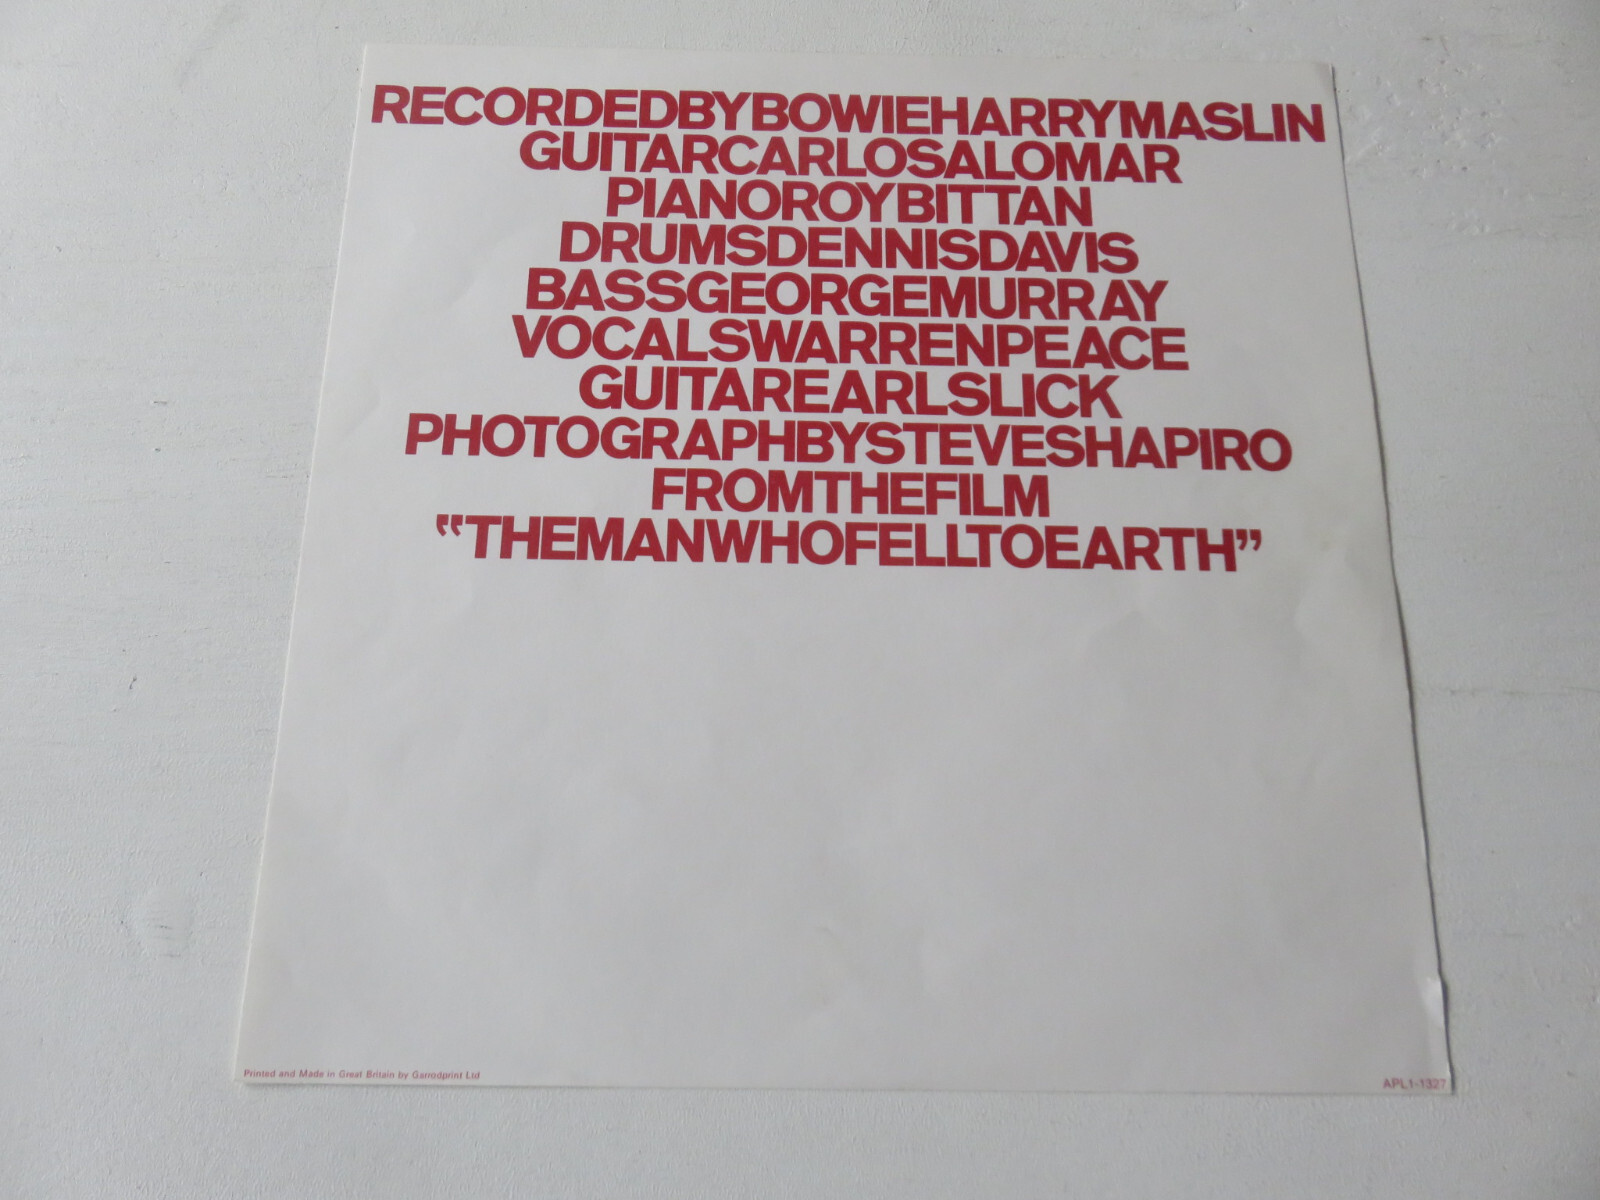 RECORDEDBYBOWIEHARRYMASLIN
GUITARCARLOSALOMAR
PIANOROYBITTAN
DRUMSDENNISDAVIS
BASSGEORGEMURRAY
VOCALSWARRENPEACE
GUITAREARLSLICK
PHOTOGRAPHBYSTEVESHAPIRO
FROMTHEFILM
“THEMANWHOFELLTOEARTH”
Printed and Made in Great Britain by Garrodprint Ltd
APL1-1327